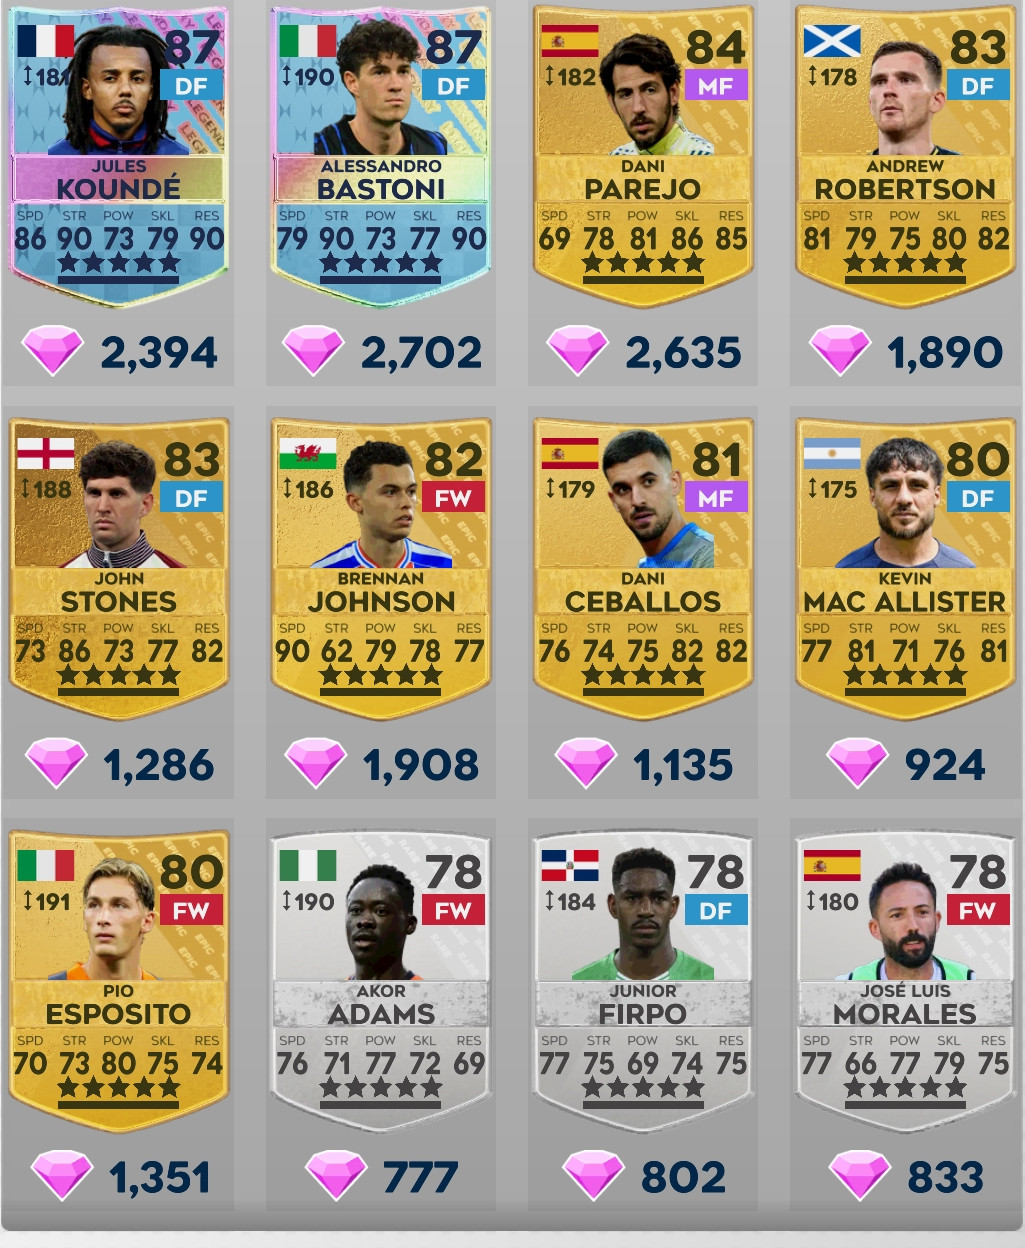 87
↕181
DF
JULES
KOUNDÉ
SPD STR POW SKL RES
86 90 73 79 90
2,394
87
↕190
DF
ALESSANDRO
BASTONI
SPD STR POW SKL RES
79 90 73 77 90
2,702
84
↕182
MF
DANI
PAREJO
SPD STR POW SKL RES
69 78 81 86 85
2,635
83
↕178
DF
ANDREW
ROBERTSON
SPD STR POW SKL RES
81 79 75 80 82
1,890
83
↕188
DF
JOHN
STONES
SPD STR POW SKL RES
73 86 73 77 82
1,286
82
↕186
FW
BRENNAN
JOHNSON
SPD STR POW SKL RES
90 62 79 78 77
1,908
81
↕179
MF
DANI
CEBALLOS
SPD STR POW SKL RES
76 74 75 82 82
1,135
80
↕175
DF
KEVIN
MAC ALLISTER
SPD STR POW SKL RES
77 81 71 76 81
924
80
↕191
FW
PIO
ESPOSITO
SPD STR POW SKL RES
70 73 80 75 74
1,351
78
↕190
FW
AKOR
ADAMS
SPD STR POW SKL RES
76 71 77 72 69
777
78
↕184
DF
JUNIOR
FIRPO
SPD STR POW SKL RES
77 75 69 74 75
802
78
↕180
FW
JOSÉ LUIS
MORALES
SPD STR POW SKL RES
77 66 77 79 75
833